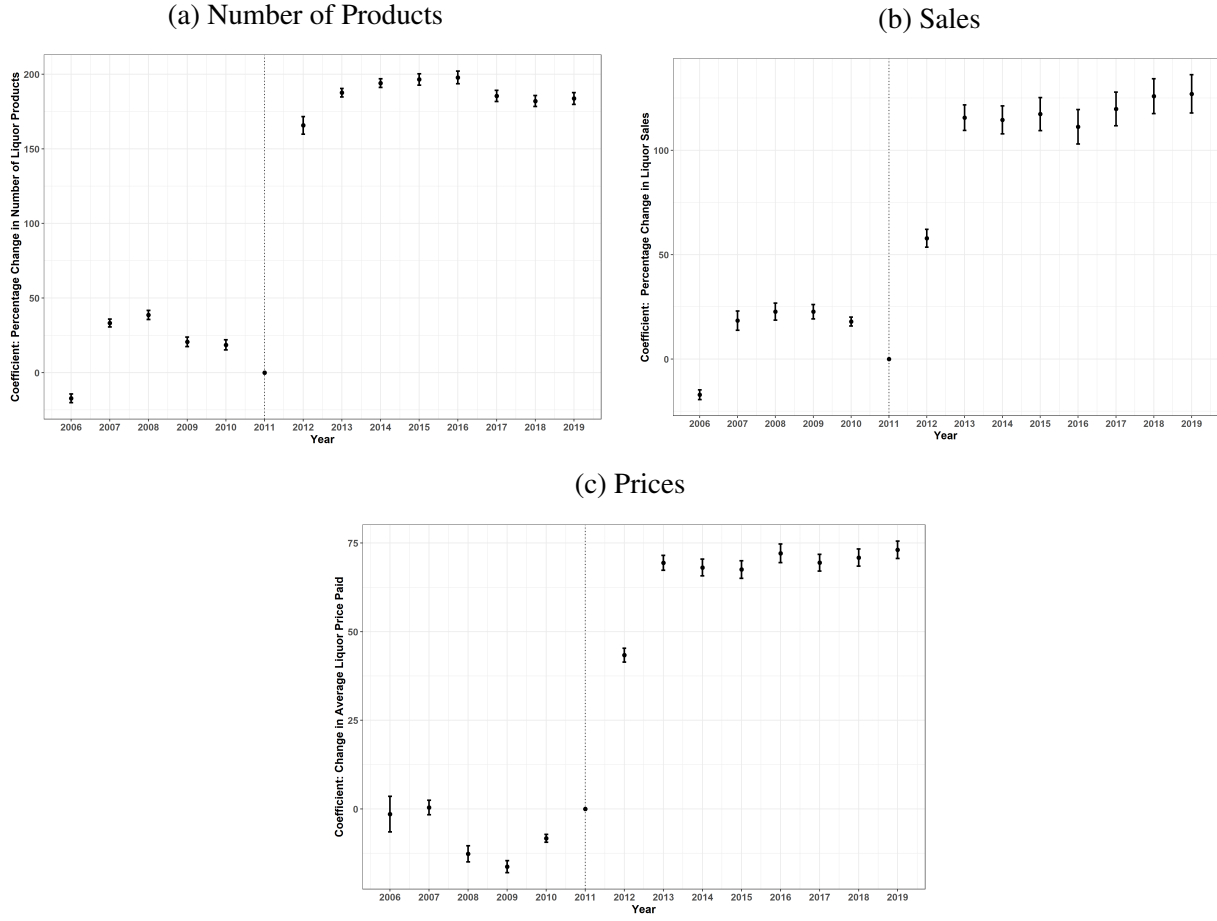 (a) Number of Products
Coefficient: Percentage Change in Number of Liquor Products
200
150
100
50
0
2006 2007 2008 2009 2010 2011 2012 2013 2014 2015 2016 2017 2018 2019
Year
(b) Sales
Coefficient: Percentage Change in Liquor Sales
100
50
0
2006 2007 2008 2009 2010 2011 2012 2013 2014 2015 2016 2017 2018 2019
Year
(c) Prices
Coefficient: Change in Average Liquor Price Paid
75
50
25
0
2006 2007 2008 2009 2010 2011 2012 2013 2014 2015 2016 2017 2018 2019
Year